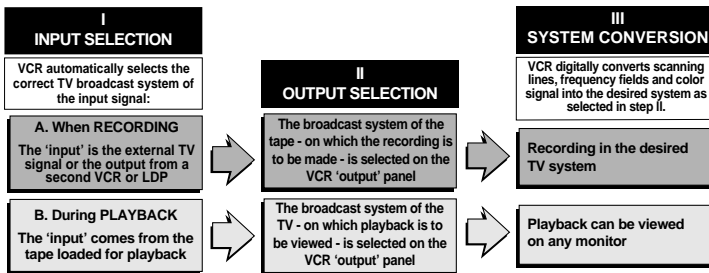 I
INPUT SELECTION
VCR automatically selects the
correct TV broadcast system of
the input signal:
A. When RECORDING
The ‘input’ is the external TV
signal or the output from a
second VCR or LDP
B. During PLAYBACK
The ‘input’ comes from the
tape loaded for playback
II
OUTPUT SELECTION
The broadcast system of the
tape - on which the recording is
to be made - is selected on the
VCR ‘output’ panel
The broadcast system of the
TV - on which playback is to
be viewed - is selected on the
VCR ‘output’ panel
III
SYSTEM CONVERSION
VCR digitally converts scanning
lines, frequency fields and color
signal into the desired system as
selected in step II.
Recording in the desired
TV system
Playback can be viewed
on any monitor